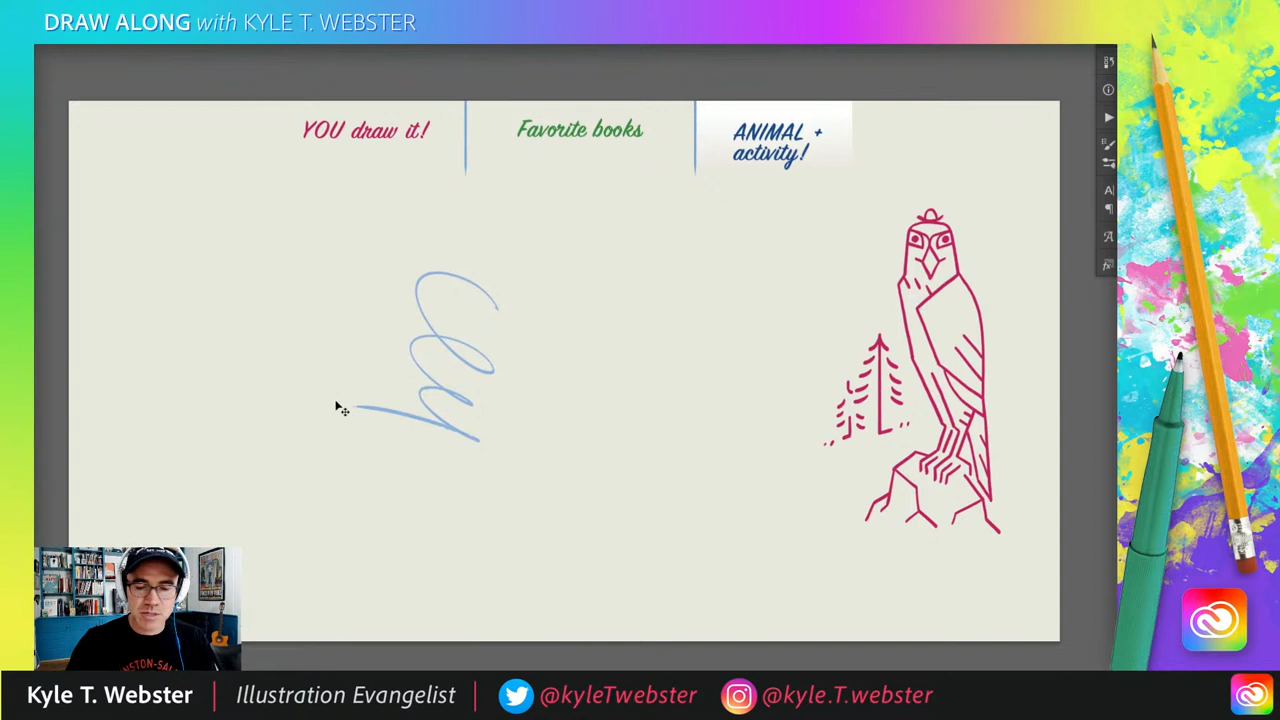 DRAW ALONG with KYLE T. WEBSTER
YOU draw it!
Favorite books
ANIMAL +
activity!
Kyle T. Webster | Illustration Evangelist | @kyleTwebster @kyle.T.webster